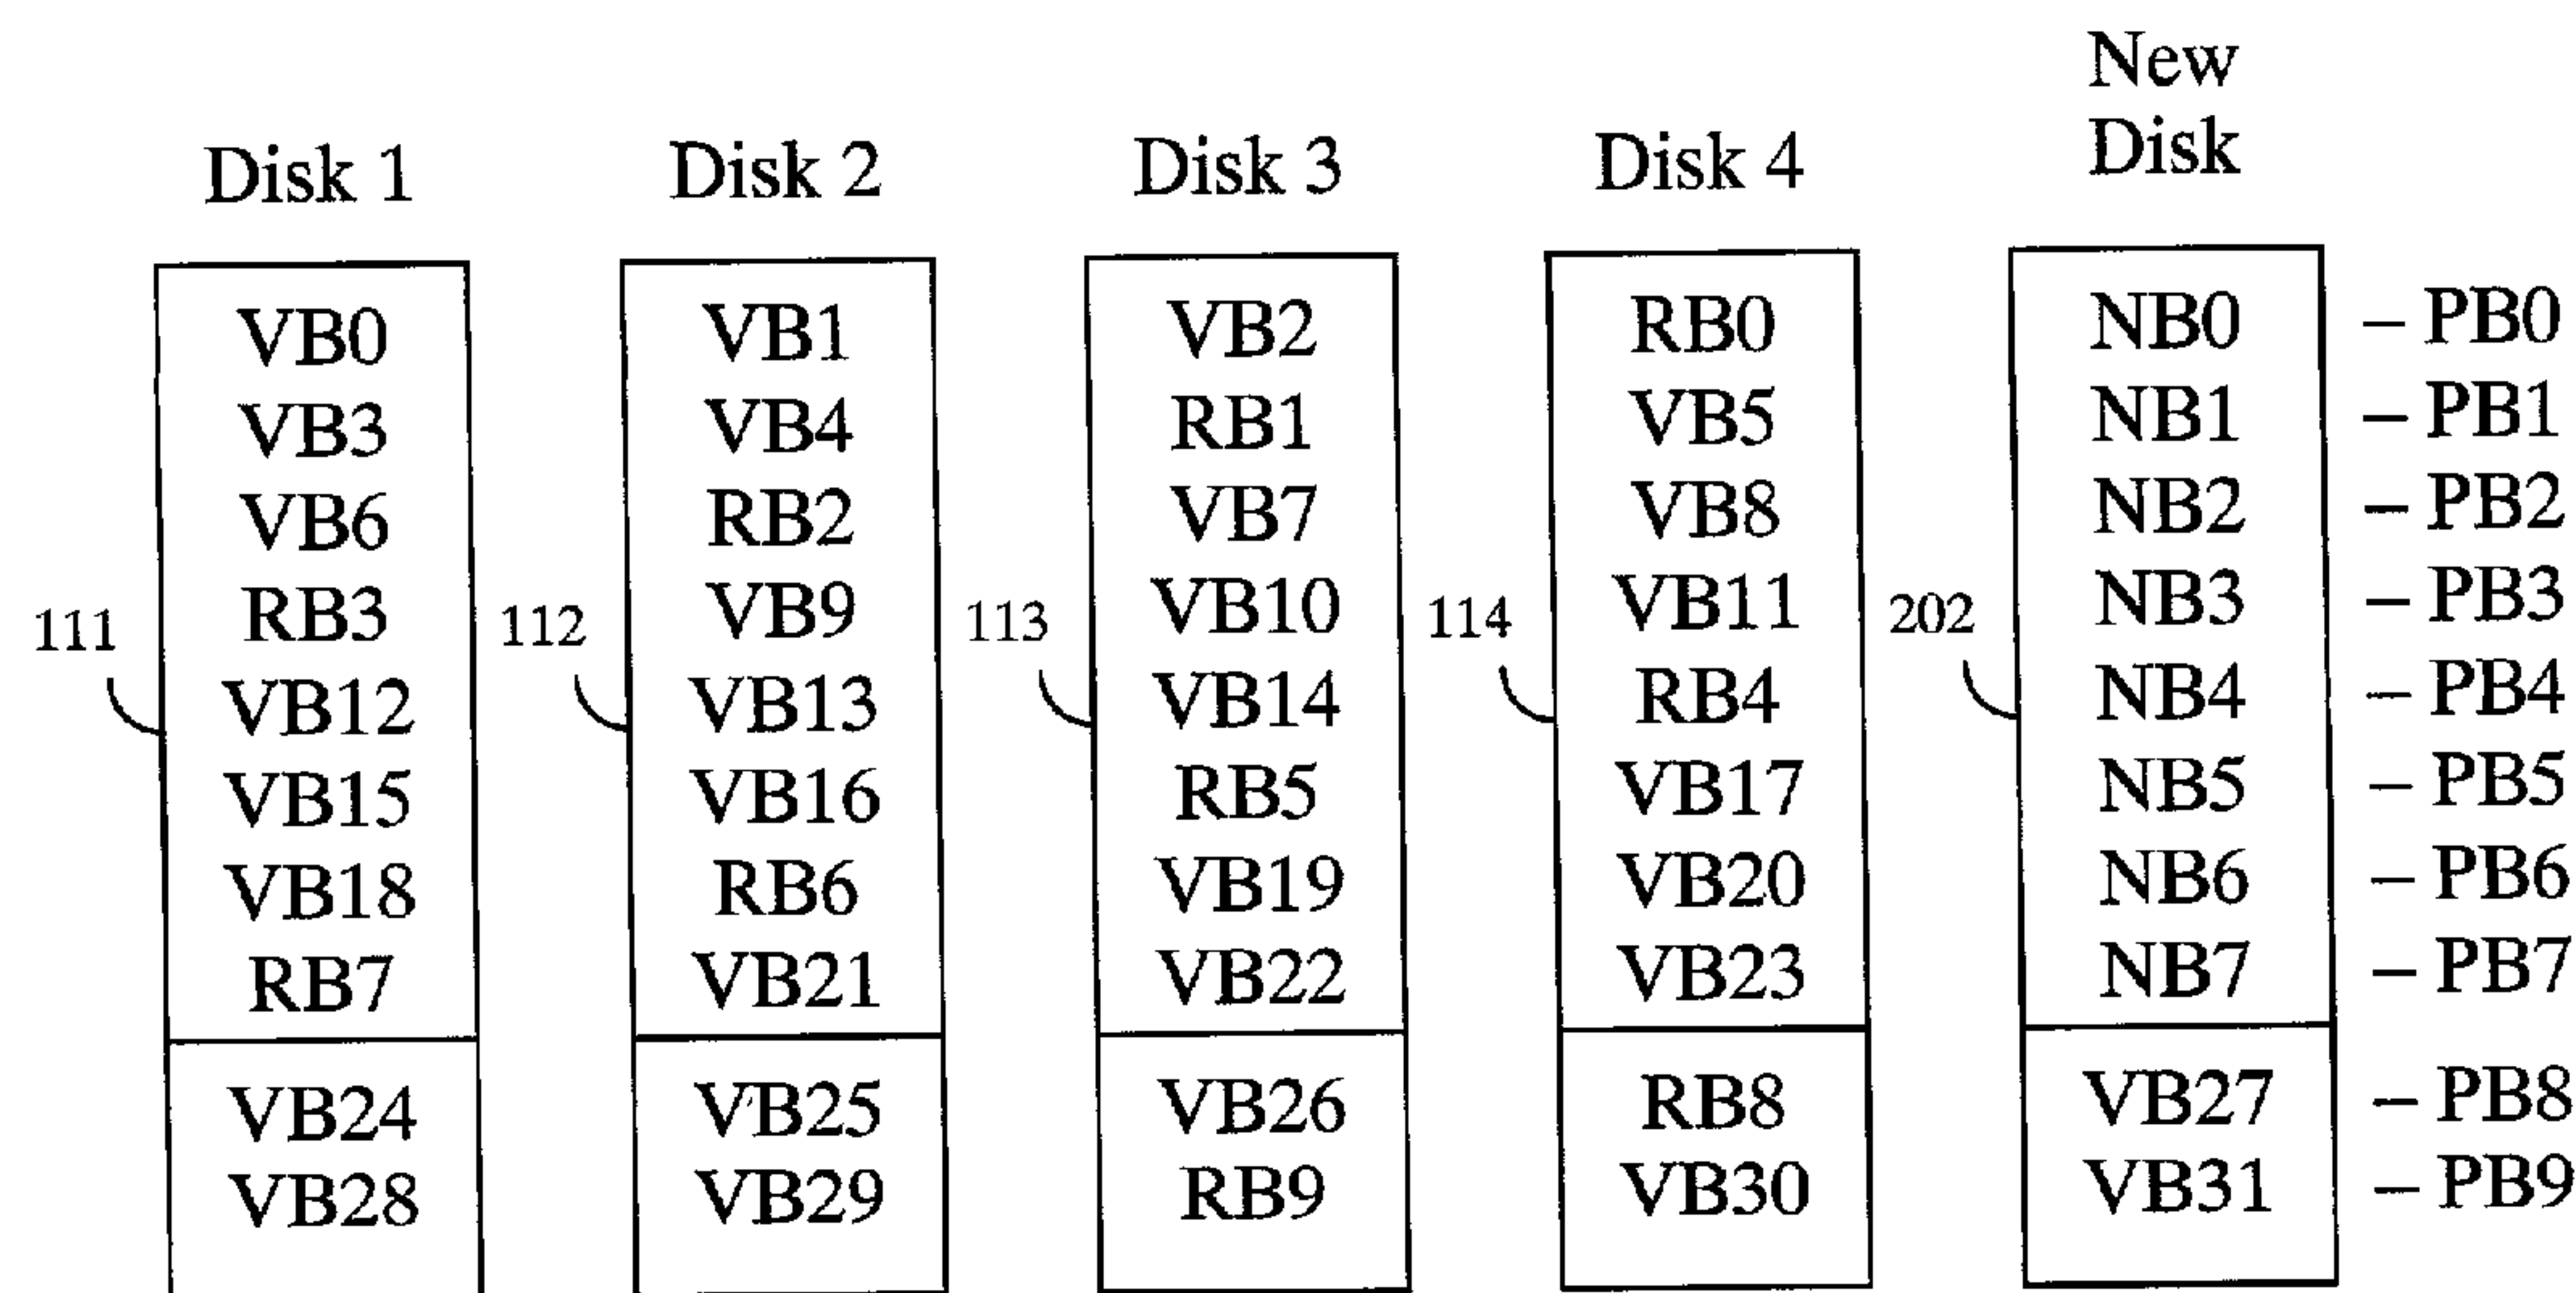 New
Disk 1 Disk 2 Disk 3 Disk 4 Disk
VB0 VB1 VB2 RB0 NB0 – PB0
VB3 VB4 RB1 VB5 NB1 – PB1
VB6 RB2 VB7 VB8 NB2 – PB2
RB3 VB9 VB10 VB11 NB3 – PB3
111 112 113 114 202
VB12 VB13 VB14 RB4 NB4 – PB4
VB15 VB16 RB5 VB17 NB5 – PB5
VB18 RB6 VB19 VB20 NB6 – PB6
RB7 VB21 VB22 VB23 NB7 – PB7
VB24 VB25 VB26 RB8 VB27 – PB8
VB28 VB29 RB9 VB30 VB31 – PB9